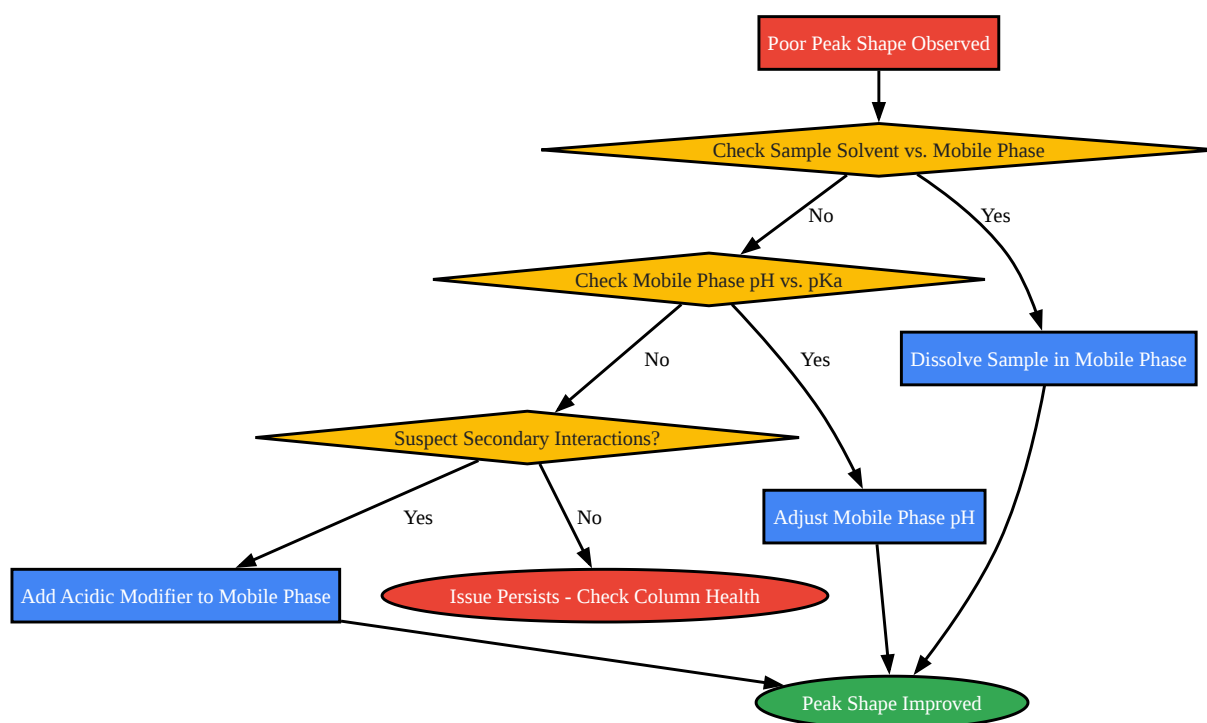 Poor Peak Shape Observed
Check Sample Solvent vs. Mobile Phase
No
Yes
Check Mobile Phase pH vs. pKa
No
Yes
Dissolve Sample in Mobile Phase
Suspect Secondary Interactions?
Yes
No
Adjust Mobile Phase pH
Add Acidic Modifier to Mobile Phase
Issue Persists - Check Column Health
Peak Shape Improved